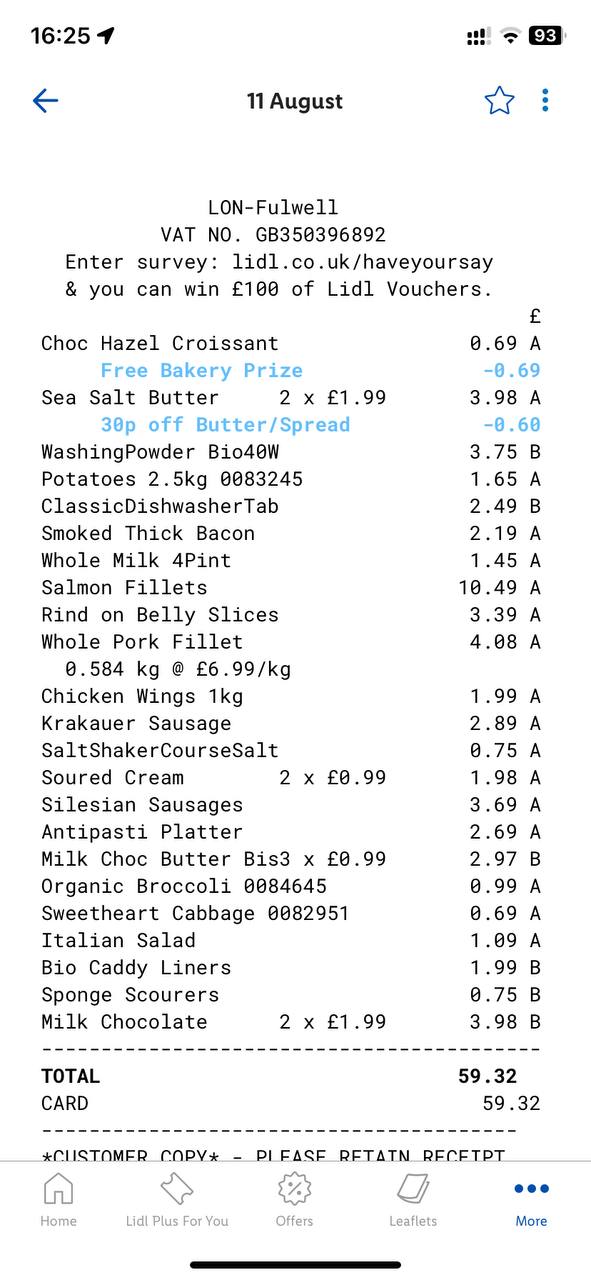 16:25
93
11 August
LON-Fulwell
VAT NO. GB350396892
Enter survey: lidl.co.uk/haveyoursay
& you can win £100 of Lidl Vouchers.
£
Choc Hazel Croissant 0.69 A
Free Bakery Prize -0.69
Sea Salt Butter 2 x £1.99 3.98 A
30p off Butter/Spread -0.60
WashingPowder Bio40W 3.75 B
Potatoes 2.5kg 0083245 1.65 A
ClassicDishwasherTab 2.49 B
Smoked Thick Bacon 2.19 A
Whole Milk 4Pint 1.45 A
Salmon Fillets 10.49 A
Rind on Belly Slices 3.39 A
Whole Pork Fillet 4.08 A
0.584 kg @ £6.99/kg
Chicken Wings 1kg 1.99 A
Krakauer Sausage 2.89 A
SaltShakerCourseSalt 0.75 A
Soured Cream 2 x £0.99 1.98 A
Silesian Sausages 3.69 A
Antipasti Platter 2.69 A
Milk Choc Butter Bis3 x £0.99 2.97 B
Organic Broccoli 0084645 0.99 A
Sweetheart Cabbage 0082951 0.69 A
Italian Salad 1.09 A
Bio Caddy Liners 1.99 B
Sponge Scourers 0.75 B
Milk Chocolate 2 x £1.99 3.98 B
------------------------------------------
TOTAL 59.32
CARD 59.32
----------------------------------------
*CUSTOMER COPY* - PLEASE RETAIN RECEIPT
Home Lidl Plus For You Offers Leaflets More